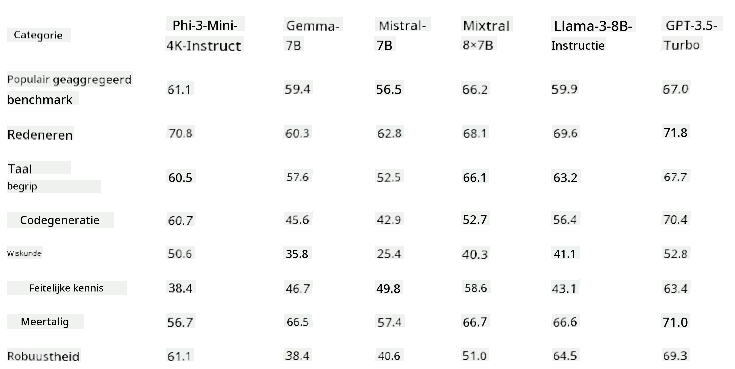 Categorie Phi-3-Mini-4K-Instruct Gemma-7B Mistral-7B Mixtral 8×7B Llama-3-8B-Instructie GPT-3.5-Turbo
Populair geaggregeerd benchmark 61.1 59.4 56.5 66.2 59.9 67.0
Redeneren 70.8 60.3 62.8 68.1 69.6 71.8
Taal begrip 60.5 57.6 52.5 66.1 63.2 67.7
Codegeneratie 60.7 45.6 42.9 52.7 56.4 70.4
Wiskunde 50.6 35.8 25.4 40.3 41.1 52.8
Feitelijke kennis 38.4 46.7 49.8 58.6 43.1 63.4
Meertalig 56.7 66.5 57.4 66.7 66.6 71.0
Robuustheid 61.1 38.4 40.6 51.0 64.5 69.3